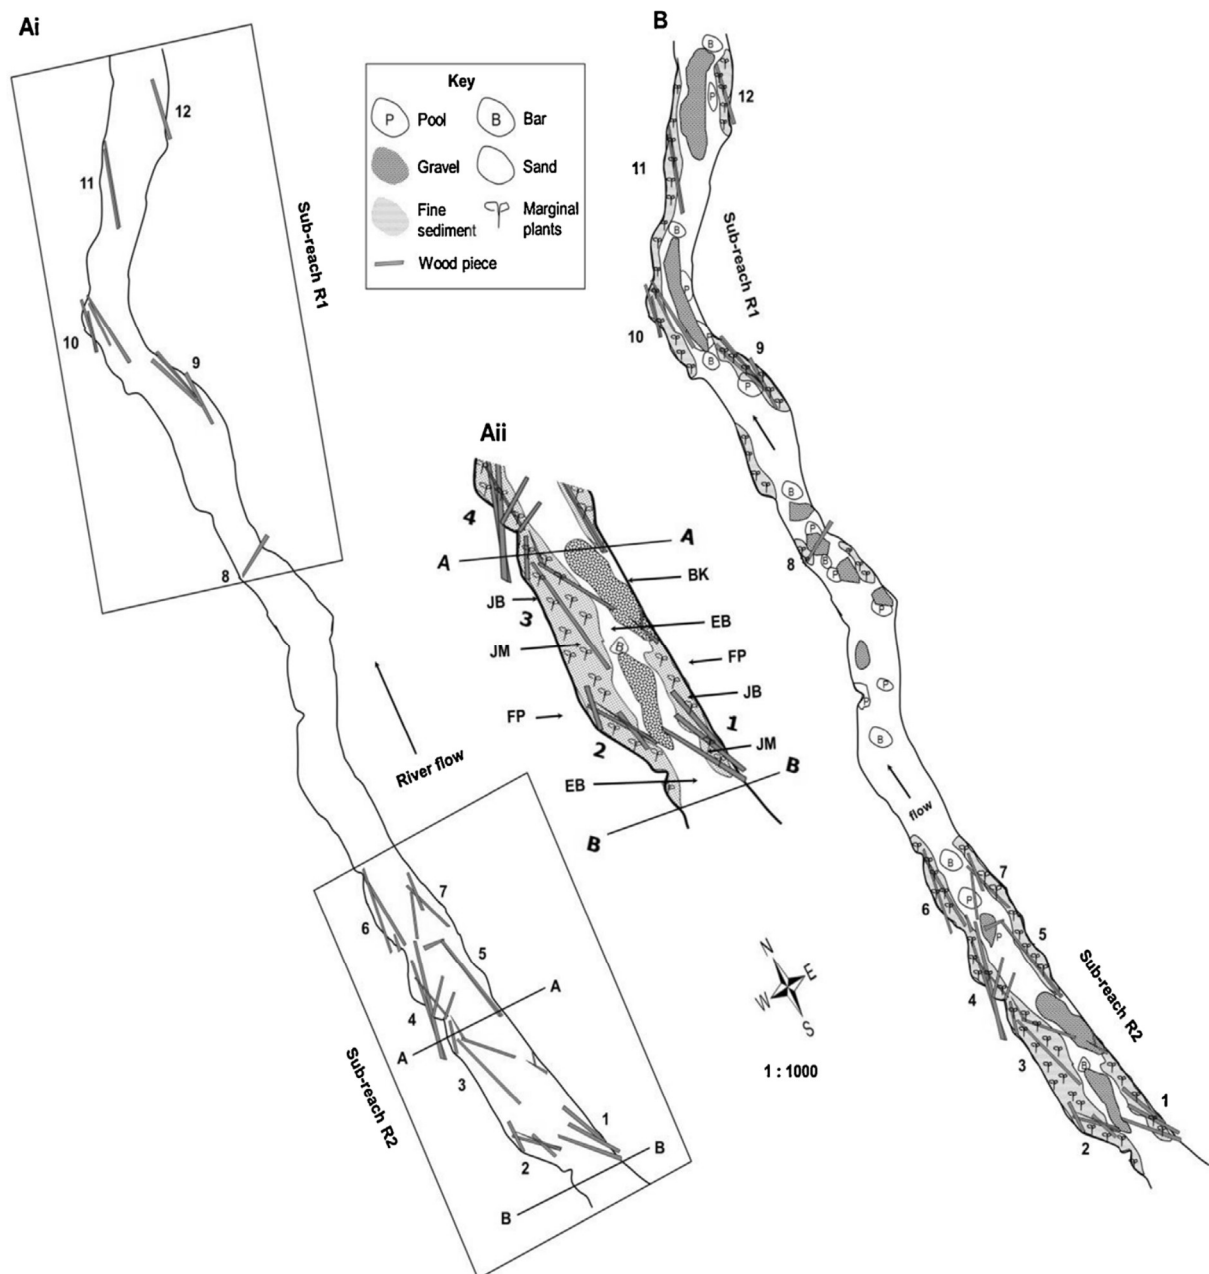 Ai
B
Key
P Pool
B Bar
Gravel
Sand
Fine
sediment
Marginal
plants
Wood piece
12
11
10
9
8
Sub-reach R1
River flow
7
6
5
4
3
2
1
A
A
B
B
Sub-reach R2
Aii
4
A
A
BK
JB
3
EB
JM
FP
JB
FP
2
1
JM
EB
B
B
B
N
E
W
S
1 : 1000
B
12
P
11
B
Sub-reach R1
P
10
P
9
B
P
B
P
8
B
P
P
P
P
B
flow
B
7
P
6
P
5
4
Sub-reach R2
3
B
1
2